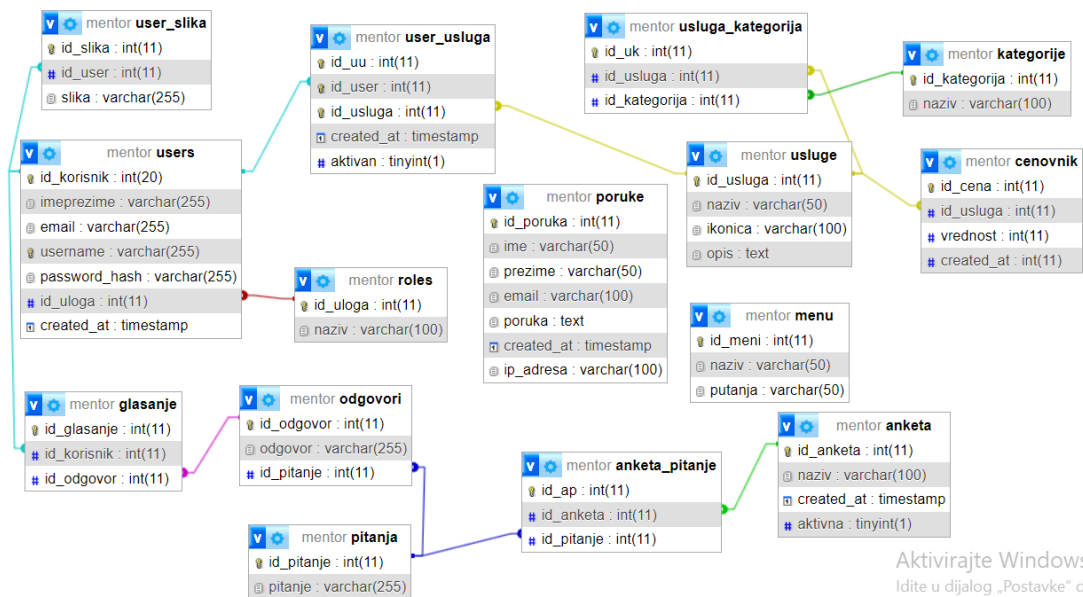 mentor user_slika
id_slika : int(11)
id_user : int(11)
slika : varchar(255)
mentor user_usluga
id_uu : int(11)
id_user : int(11)
id_usluga : int(11)
created_at : timestamp
aktivan : tinyint(1)
mentor usluga_kategorija
id_uk : int(11)
id_usluga : int(11)
id_kategorija : int(11)
mentor kategorije
id_kategorija : int(11)
naziv : varchar(100)
mentor users
id_korisnik : int(20)
imeprezime : varchar(255)
email : varchar(255)
username : varchar(255)
password_hash : varchar(255)
id_uloga : int(11)
created_at : timestamp
mentor usluge
id_usluga : int(11)
naziv : varchar(50)
ikonica : varchar(100)
opis : text
mentor cenovnik
id_cena : int(11)
id_usluga : int(11)
vrednost : int(11)
created_at : int(11)
mentor poruke
id_poruka : int(11)
ime : varchar(50)
prezime : varchar(50)
email : varchar(100)
poruka : text
created_at : timestamp
ip_adresa : varchar(100)
mentor roles
id_uloga : int(11)
naziv : varchar(100)
mentor menu
id_meni : int(11)
naziv : varchar(50)
putanja : varchar(50)
mentor glasanje
id_glasanje : int(11)
id_korisnik : int(11)
id_odgovor : int(11)
mentor odgovori
id_odgovor : int(11)
odgovor : varchar(255)
id_pitanje : int(11)
mentor anketa_pitanje
id_ap : int(11)
id_anketa : int(11)
id_pitanje : int(11)
mentor anketa
id_anketa : int(11)
naziv : varchar(100)
created_at : timestamp
aktivna : tinyint(1)
mentor pitanja
id_pitanje : int(11)
pitanje : varchar(255)
Aktivirajte Windows
Idite u dijalog „Postavke“ d